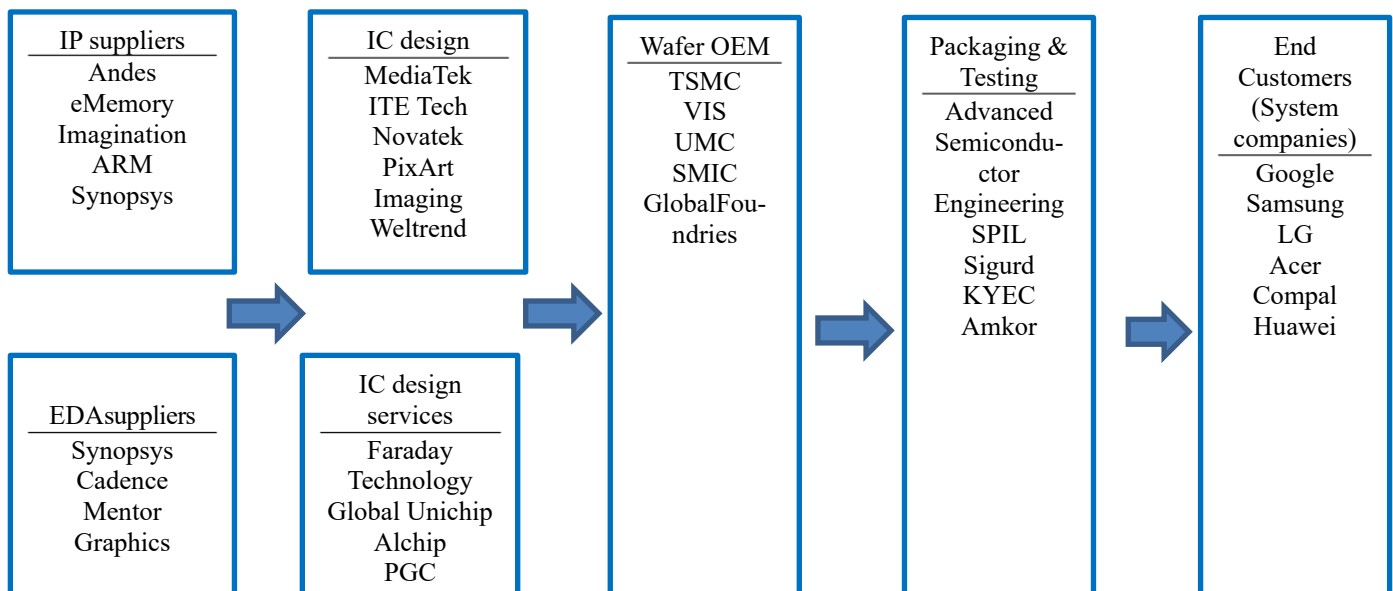 IP suppliers
Andes
eMemory
Imagination
ARM
Synopsys
EDAsuppliers
Synopsys
Cadence
Mentor
Graphics
IC design
MediaTek
ITE Tech
Novatek
PixArt
Imaging
Weltrend
IC design
services
Faraday
Technology
Global Unichip
Alchip
PGC
Wafer OEM
TSMC
VIS
UMC
SMIC
GlobalFou-
ndries
Packaging &
Testing
Advanced
Semicondu-
ctor
Engineering
SPIL
Sigurd
KYEC
Amkor
End
Customers
(System
companies)
Google
Samsung
LG
Acer
Compal
Huawei